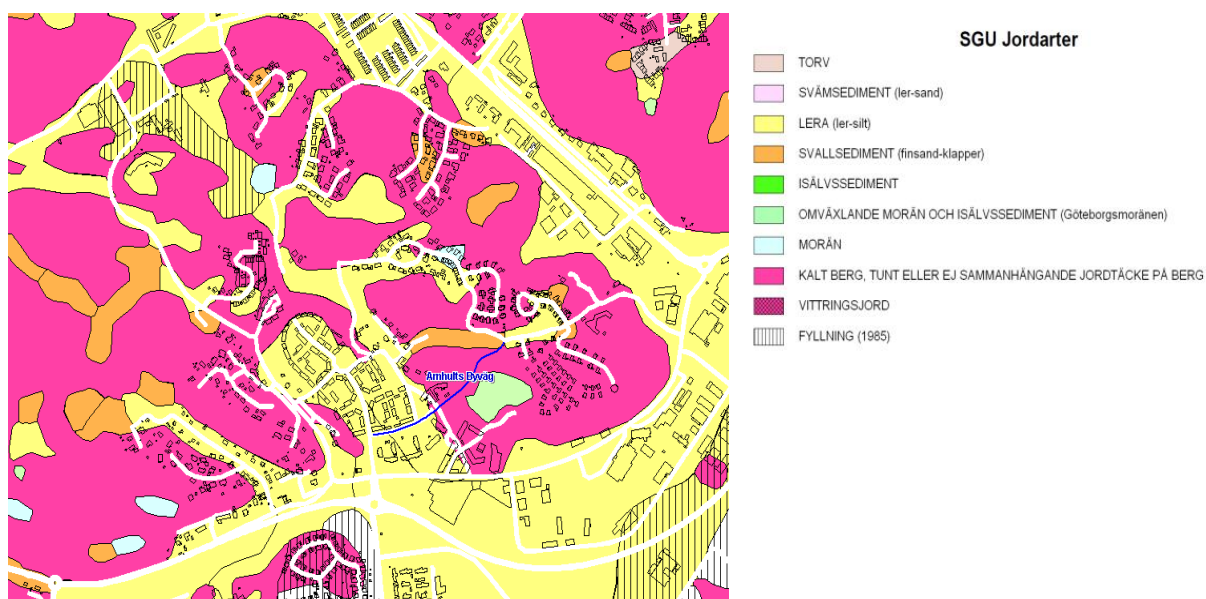 SGU Jordarter
TORV
SVÄMSEDIMENT (ler-sand)
LERA (ler-silt)
SVALLSEDIMENT (finsand-klapper)
ISÄLVSSEDIMENT
OMVÄXLANDE MORÄN OCH ISÄLVSSEDIMENT (Göteborgsmoränen)
MORÄN
KALT BERG, TUNT ELLER EJ SAMMANHÄNGANDE JORDTÄCKE PÅ BERG
VITTRINGSJORD
FYLLNING (1985)
Amhults Byväg